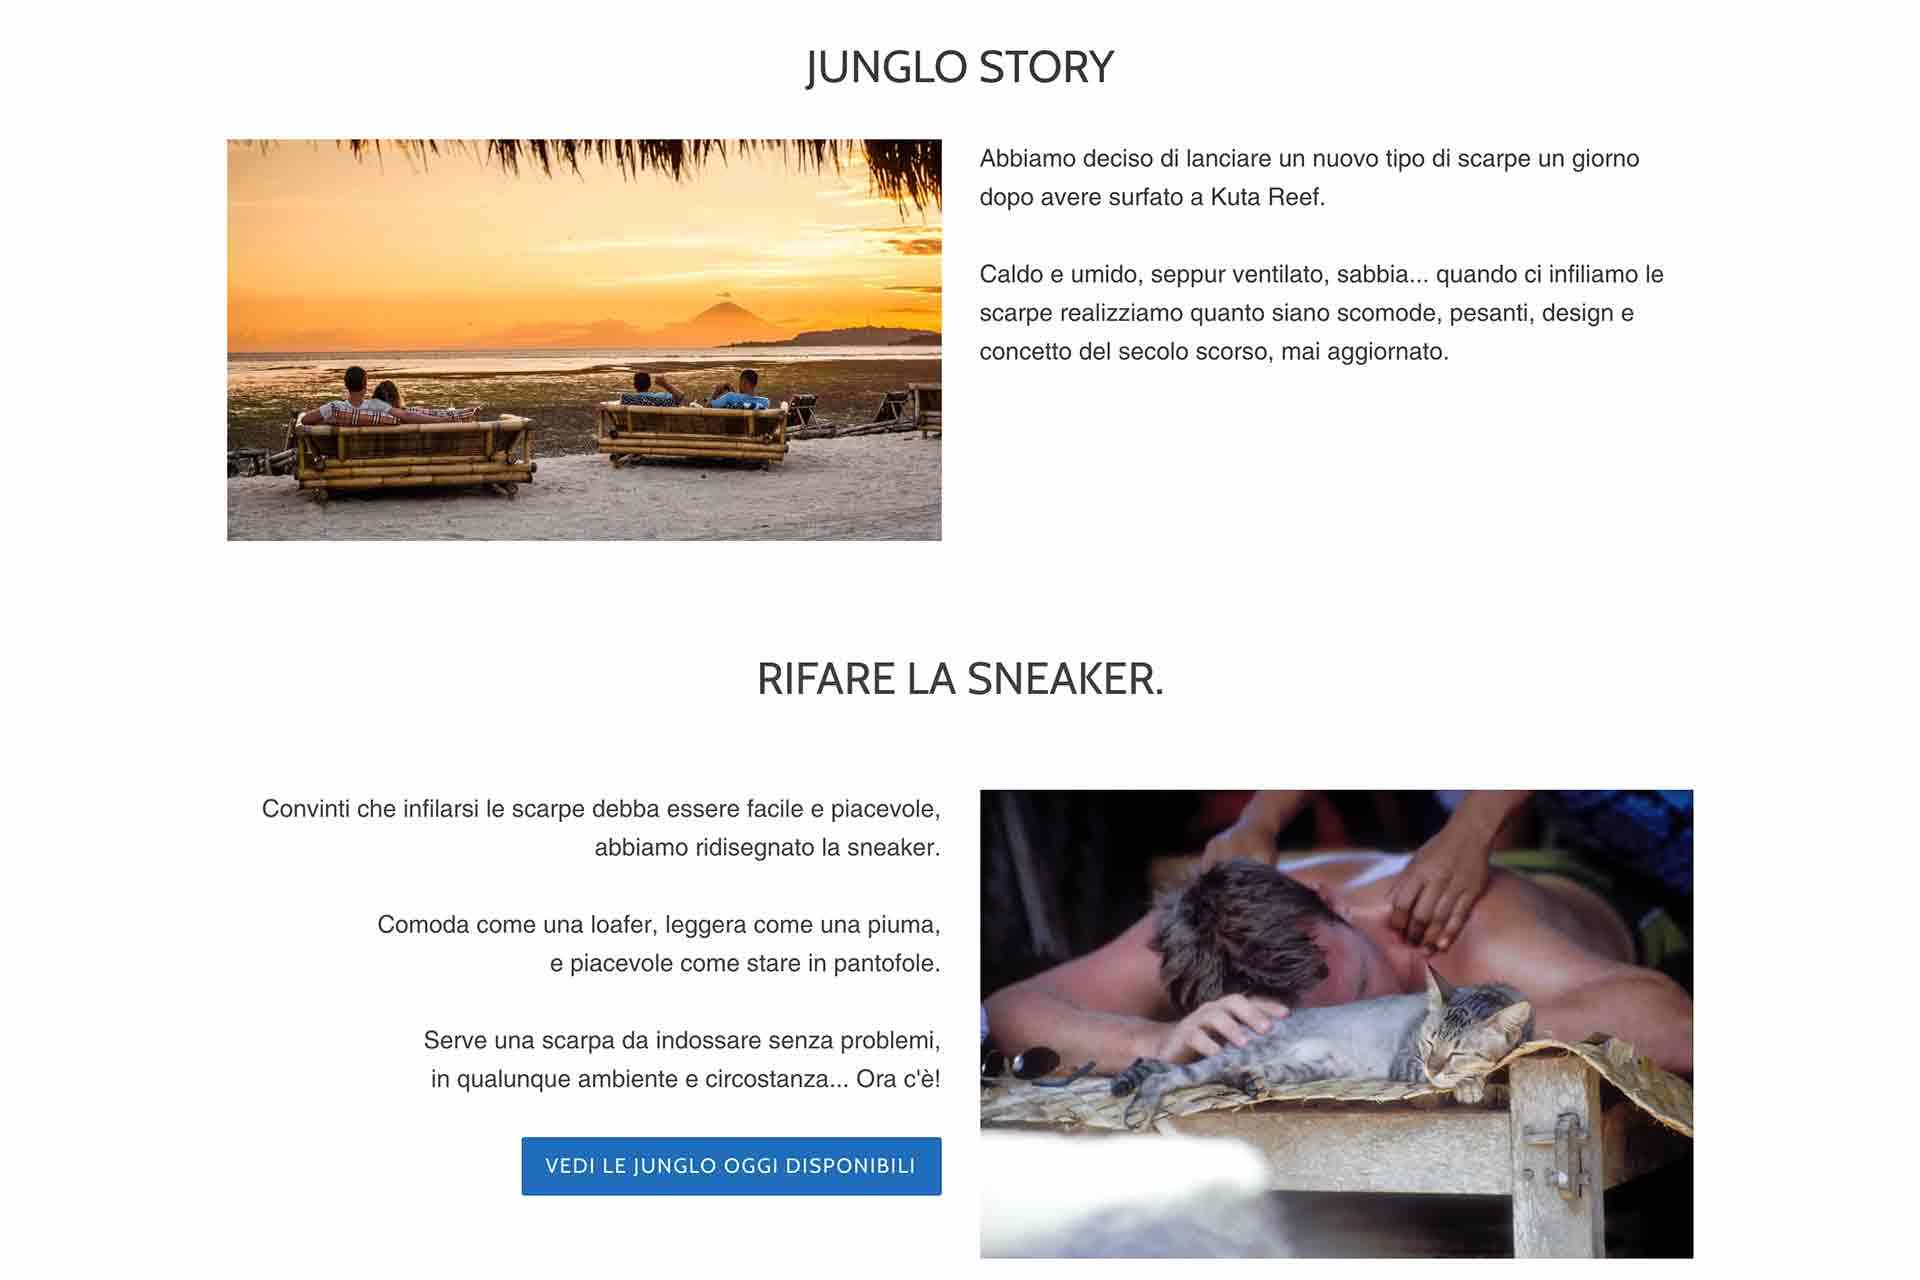 JUNGLO STORY
Abbiamo deciso di lanciare un nuovo tipo di scarpe un giorno
dopo avere surfato a Kuta Reef.
Caldo e umido, seppur ventilato, sabbia... quando ci infiliamo le
scarpe realizziamo quanto siano scomode, pesanti, design e
concetto del secolo scorso, mai aggiornato.
RIFARE LA SNEAKER.
Convinti che infilarsi le scarpe debba essere facile e piacevole,
abbiamo ridisegnato la sneaker.
Comoda come una loafer, leggera come una piuma,
e piacevole come stare in pantofole.
Serve una scarpa da indossare senza problemi,
in qualunque ambiente e circostanza... Ora c'è!
VEDI LE JUNGLO OGGI DISPONIBILI